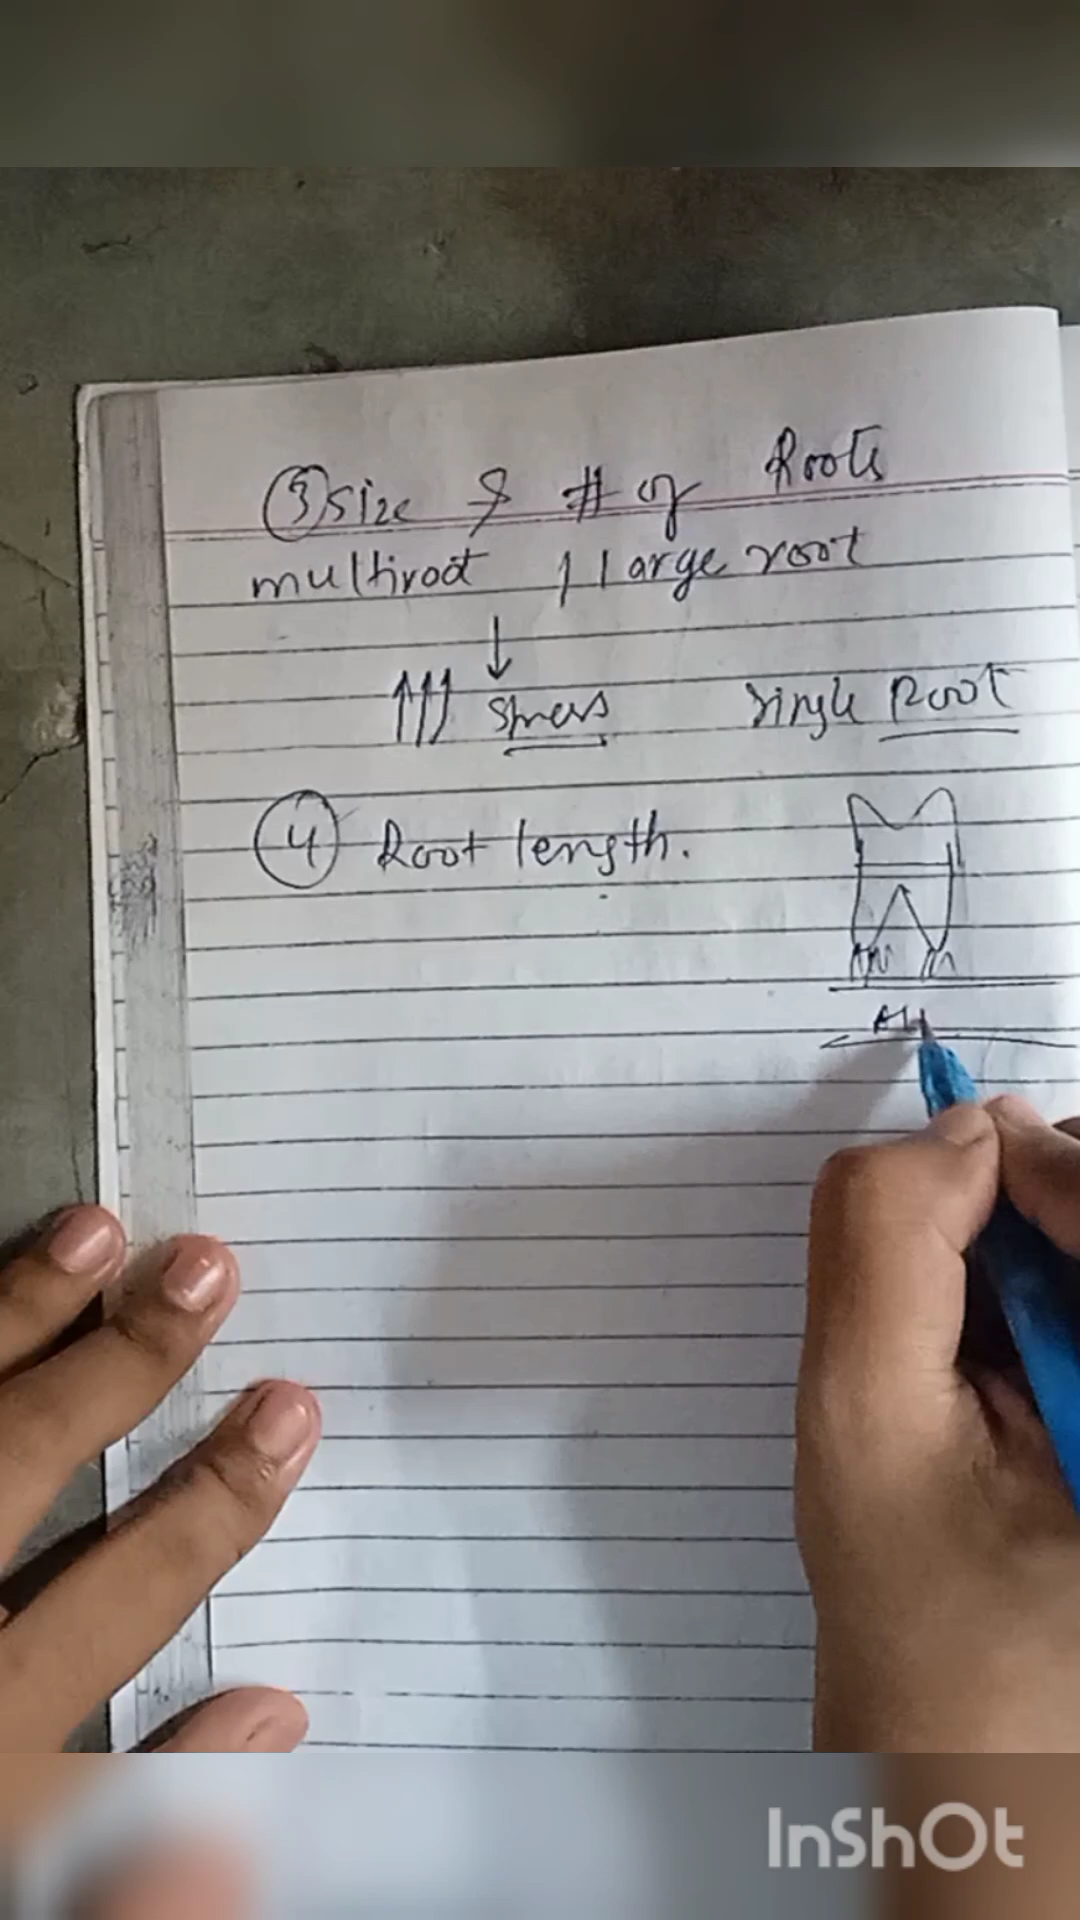 ③ Size & # of Roots
multiroot / large root
↓
↑↑↑ Stress single Root
④ Root length.
InShOt